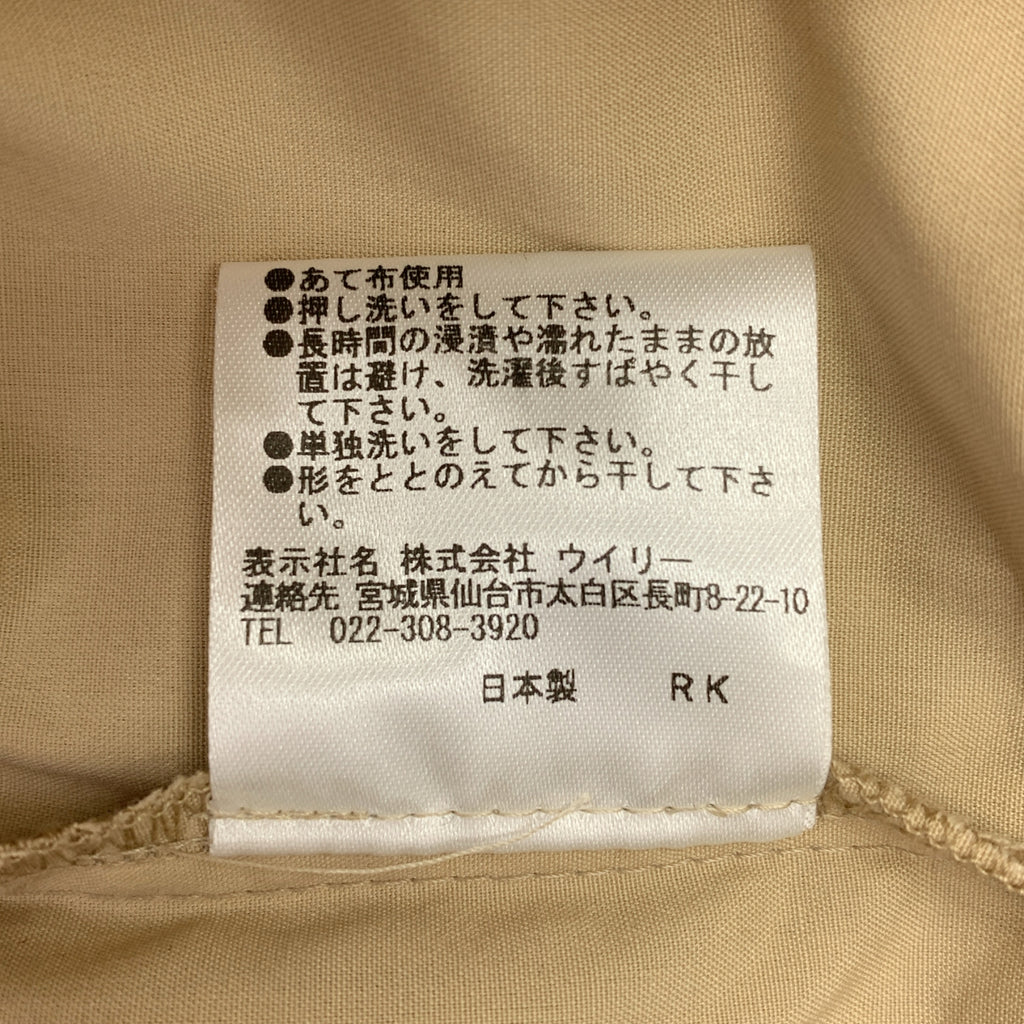 ●あて布使用
●押し洗いをして下さい。
●長時間の浸漬や濡れたままの放
置は避け、洗濯後すばやく干し
て下さい。
●単独洗いをして下さい。
●形をととのえてから干して下さ
い。
表示社名 株式会社 ウイリー
連絡先 宮城県仙台市太白区長町8-22-10
TEL 022-308-3920
日本製 RK